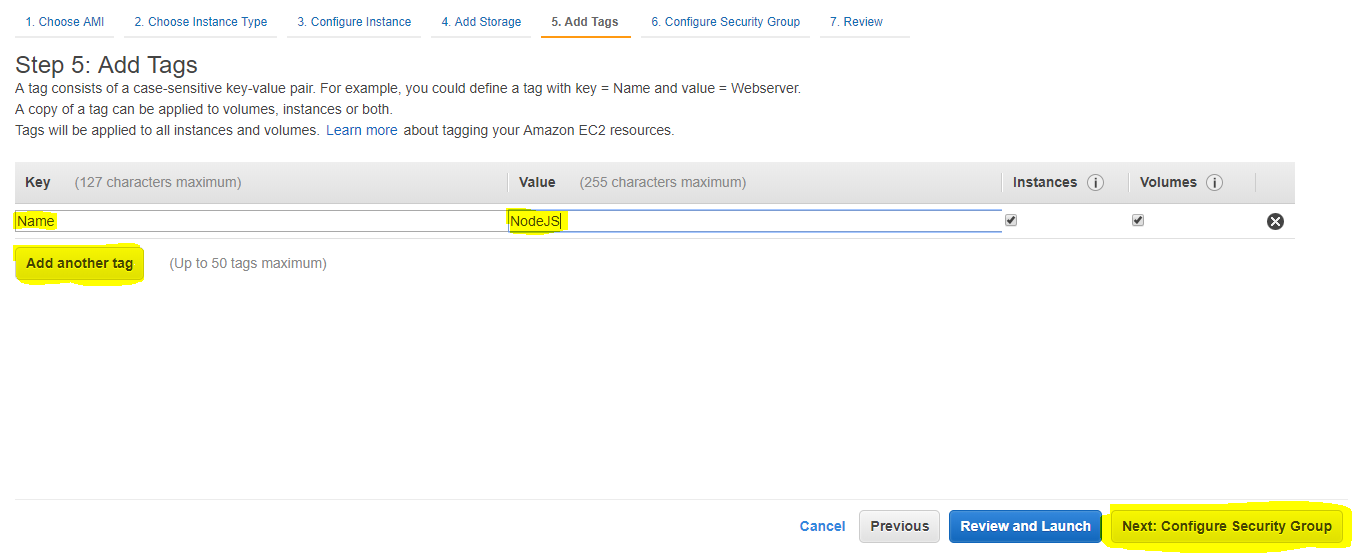 1. Choose AMI 2. Choose Instance Type 3. Configure Instance 4. Add Storage 5. Add Tags 6. Configure Security Group 7. Review
Step 5: Add Tags
A tag consists of a case-sensitive key-value pair. For example, you could define a tag with key = Name and value = Webserver.
A copy of a tag can be applied to volumes, instances or both.
Tags will be applied to all instances and volumes. Learn more about tagging your Amazon EC2 resources.
Key (127 characters maximum) Value (255 characters maximum) Instances i Volumes i
Name NodeJS
Add another tag (Up to 50 tags maximum)
Cancel Previous Review and Launch Next: Configure Security Group